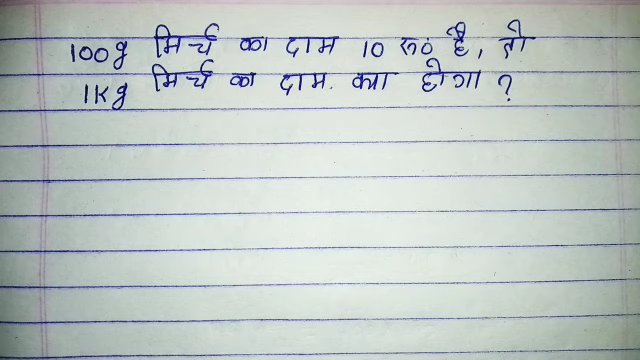 100g मिर्च का दाम 10 रू० है, तो
1Kg मिर्च का दाम क्या होगा ?